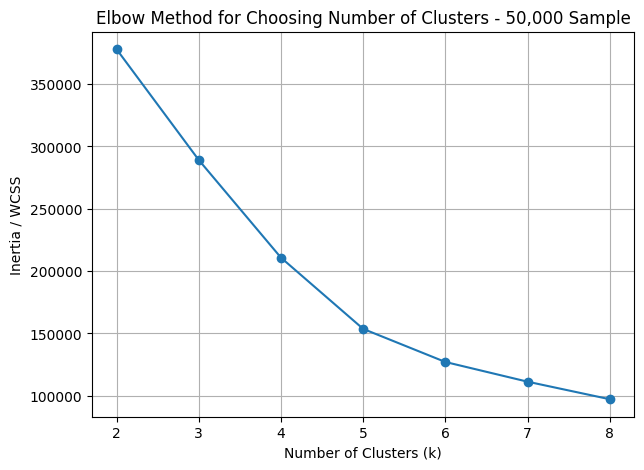 Elbow Method for Choosing Number of Clusters - 50,000 Sample
Inertia / WCSS
350000
300000
250000
200000
150000
100000
2 3 4 5 6 7 8
Number of Clusters (k)